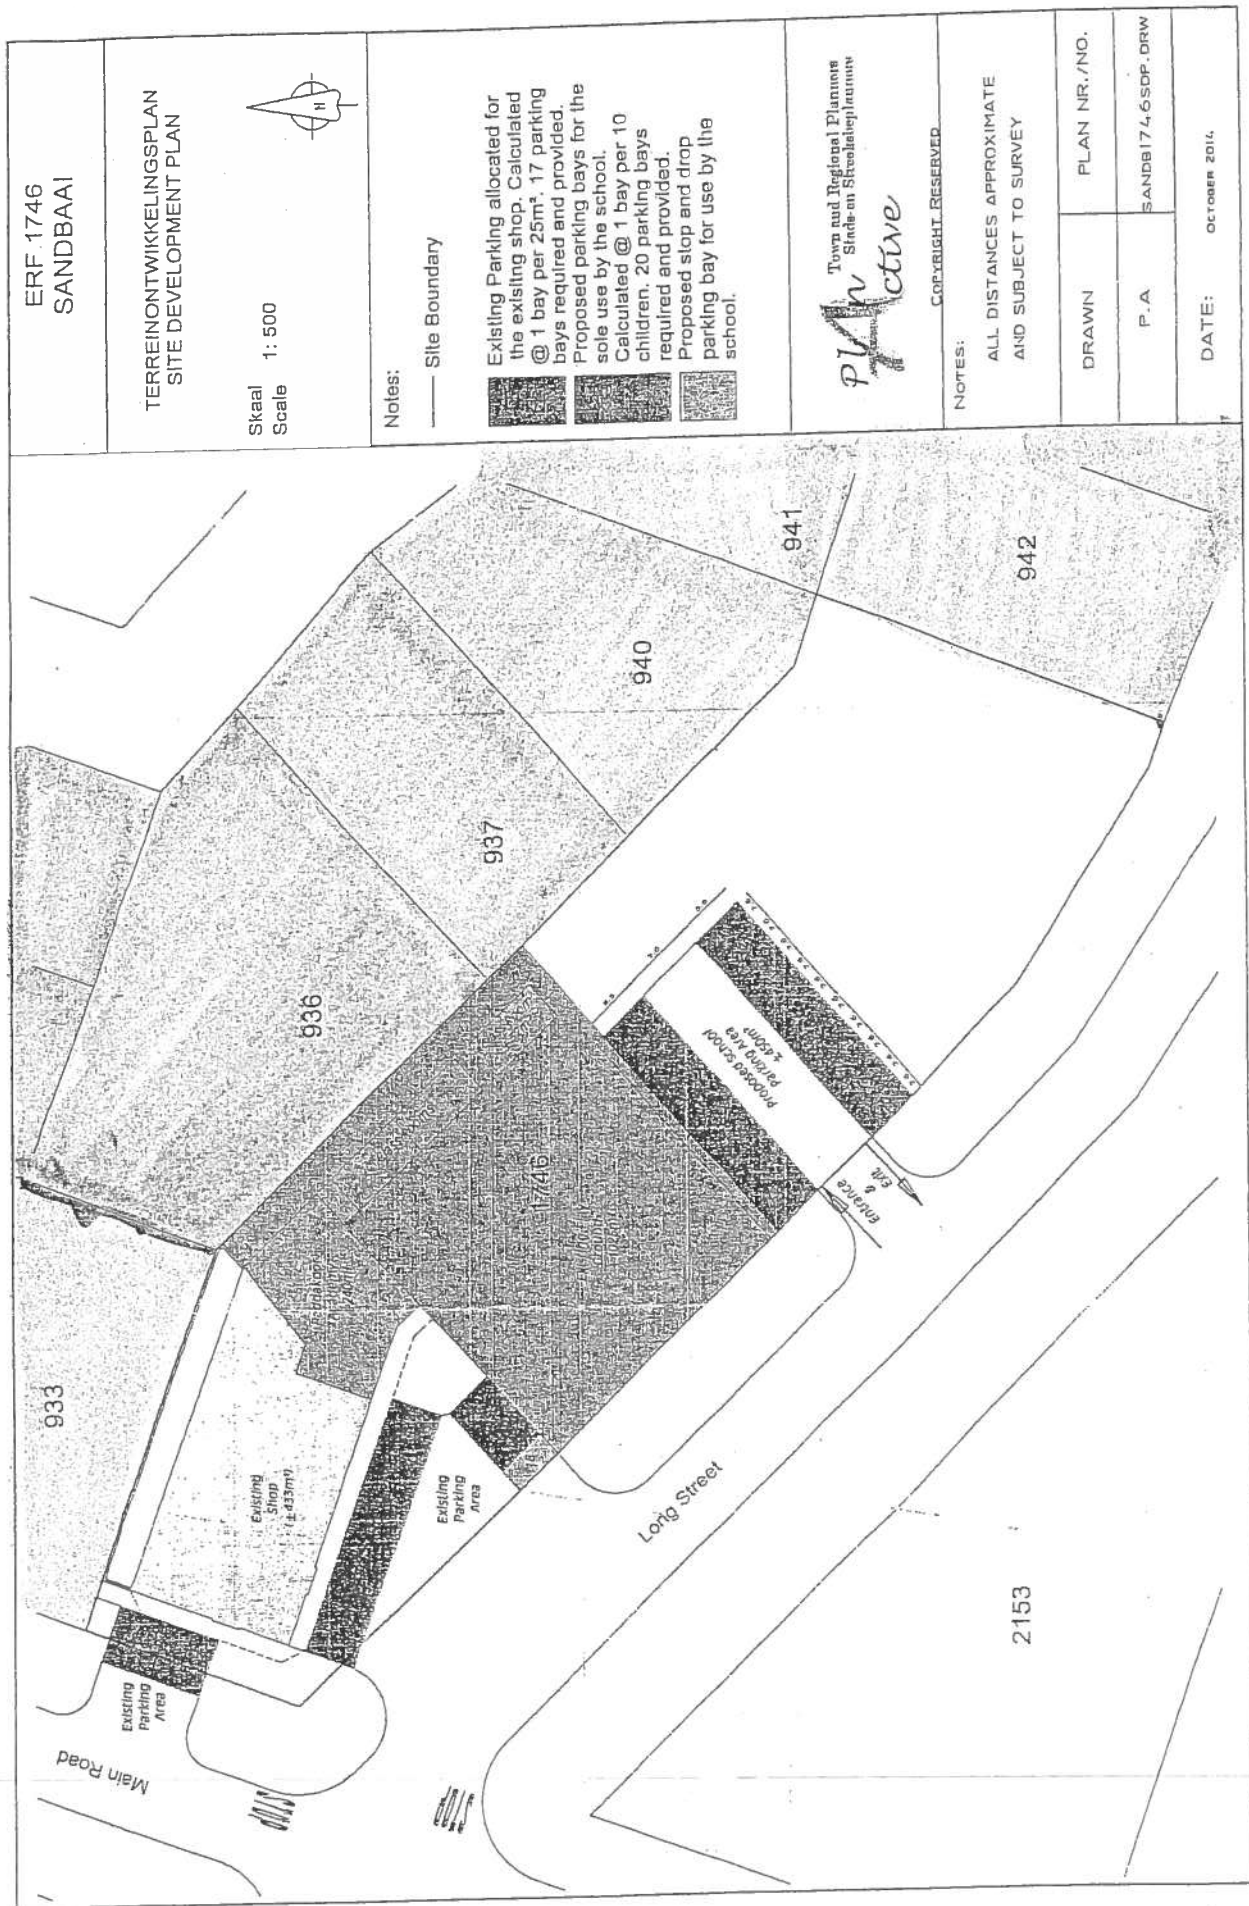 ERF 1746
SANDBAAI
TERREINONTWIKKELINGSPLAN
SITE DEVELOPMENT PLAN
Skaal
Scale 1: 500
N
Notes:
Site Boundary
Existing Parking allocated for
the exisitng shop. Calculated
@ 1 bay per 25m². 17 parking
bays required and provided.
Proposed parking bays for the
sole use by the school.
Calculated @ 1 bay per 10
children. 20 parking bays
required and provided.
Proposed stop and drop
parking bay for use by the
school.
PlAn
Active
Town and Regional Planners
Stads-en Streeksbeplanners
COPYRIGHT RESERVED
NOTES:
ALL DISTANCES APPROXIMATE
AND SUBJECT TO SURVEY
DRAWN
PLAN NR./NO.
P.A
SANDB1746SDP.DRW
DATE:
OCTOBER 2014
933
936
937
940
941
942
1746
2153
Existing
Shop
(±433m²)
Existing
Parking
Area
Existing
Parking
Area
Proposed School
Parking Area
±650m²
Entrance
&
Exit
Main Road
Long Street
STOP